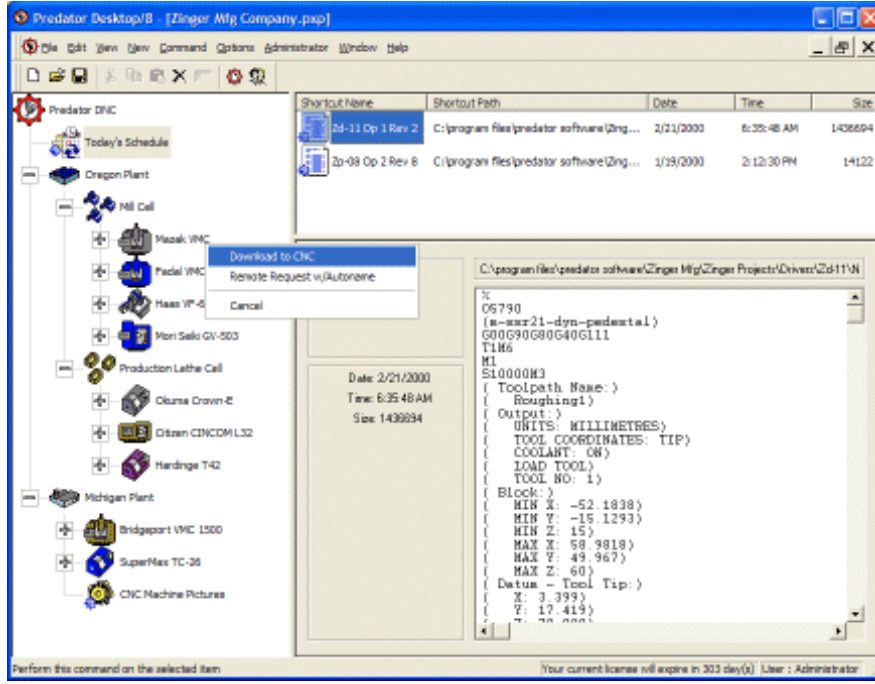 Predator Desktop/8 - [Zinger Mfg Company.pxp]
File Edit View New Command Options Administrator Window Help
Predator DNC
Today's Schedule
Oregon Plant
Mill Cell
Mazak VMC
Fadal VMC
Haas VF-6
Mori Seiki GV-503
Production Lathe Cell
Okuma Crown-E
Citizen CINCOM L32
Hardinge T42
Michigan Plant
Bridgeport VMC 1500
SuperMax TC-26
CNC Machine Pictures
Shortcut Name Shortcut Path Date Time Size
Zd-11 Op 1 Rev 2 C:\program files\predator software\Zing... 2/21/2000 6:35:48 AM 1436694
Zp-08 Op 2 Rev 8 C:\program files\predator software\Zing... 1/19/2000 2:12:30 PM 14122
Download to CNC
Remote Request w/Autoname
Cancel
Date: 2/21/2000
Time: 6:35:48 AM
Size: 1436694
C:\program files\predator software\Zinger Mfg\Zinger Projects\Drivers\Zd-11\N
%
O5790
(m-ssr21-dyn-pedestal)
G00G90G80G40G111
T1M6
M1
S10000M3
( Toolpath Name:)
( Roughing1)
( Output:)
( UNITS: MILLIMETRES)
( TOOL COORDINATES: TIP)
( COOLANT: ON)
( LOAD TOOL)
( TOOL NO: 1)
( Block:)
( MIN X: -52.1838)
( MIN Y: -15.1293)
( MIN Z: 15)
( MAX X: 58.9818)
( MAX Y: 49.967)
( MAX Z: 60)
( Datum - Tool Tip:)
( X: 3.399)
( Y: 17.419)
Perform this command on the selected item
Your current license will expire in 303 day(s) User : Administrator